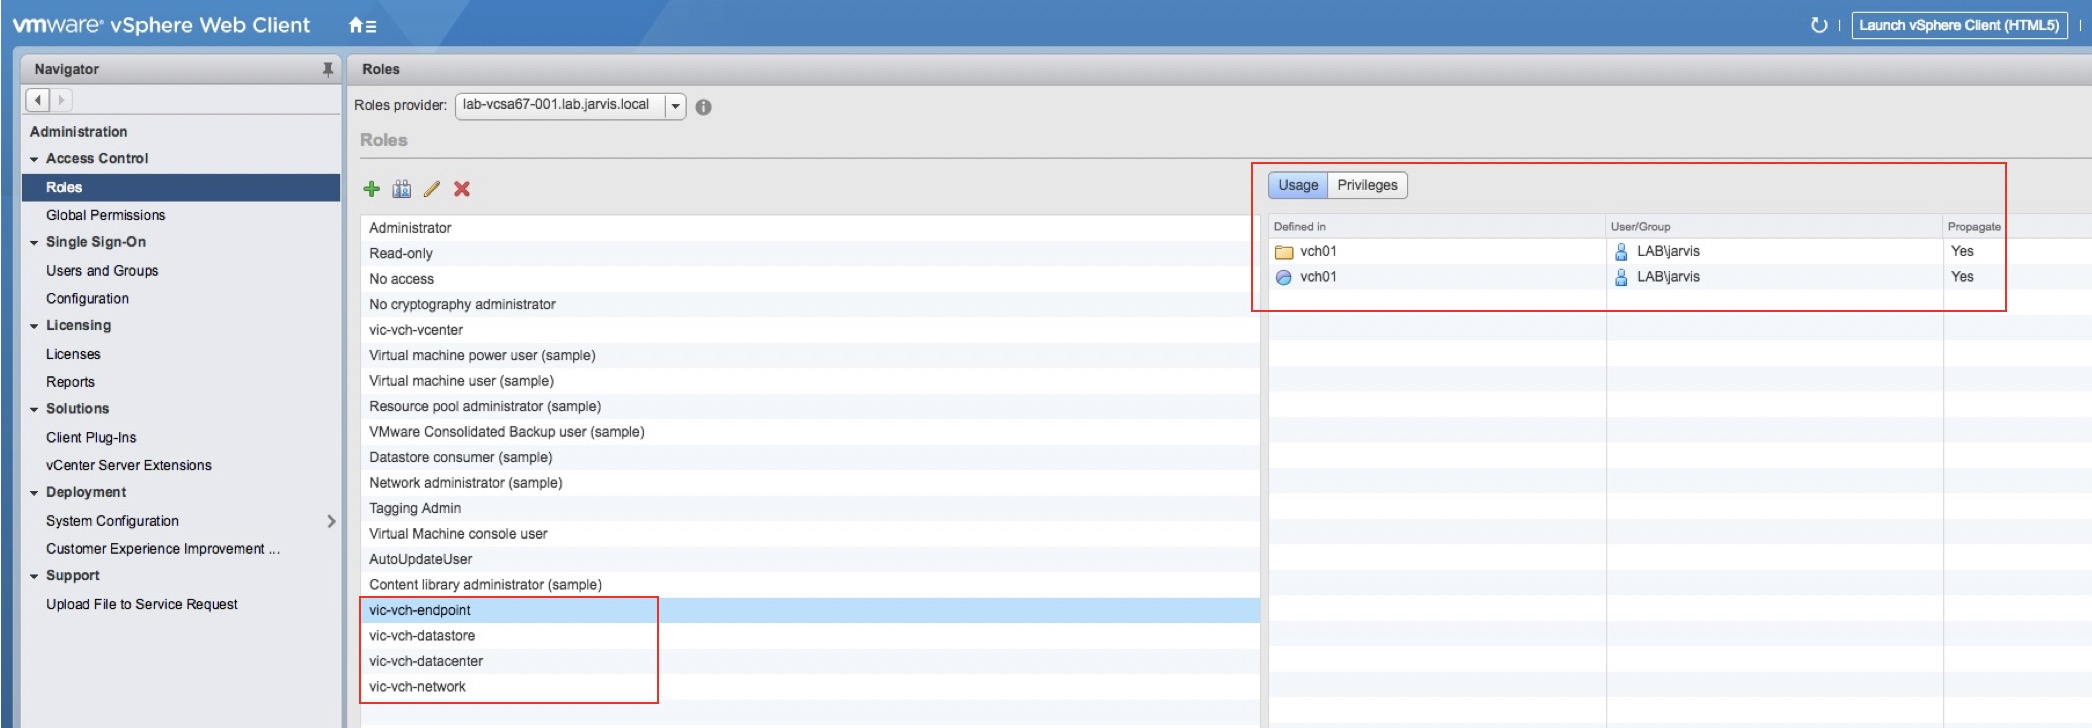 vmware® vSphere Web Client
Launch vSphere Client (HTML5)
Navigator
Administration
Access Control
Roles
Global Permissions
Single Sign-On
Users and Groups
Configuration
Licensing
Licenses
Reports
Solutions
Client Plug-Ins
vCenter Server Extensions
Deployment
System Configuration
Customer Experience Improvement ...
Support
Upload File to Service Request
Roles
Roles provider: lab-vcsa67-001.lab.jarvis.local
Roles
Administrator
Read-only
No access
No cryptography administrator
vic-vch-vcenter
Virtual machine power user (sample)
Virtual machine user (sample)
Resource pool administrator (sample)
VMware Consolidated Backup user (sample)
Datastore consumer (sample)
Network administrator (sample)
Tagging Admin
Virtual Machine console user
AutoUpdateUser
Content library administrator (sample)
vic-vch-endpoint
vic-vch-datastore
vic-vch-datacenter
vic-vch-network
Usage Privileges
Defined in User/Group Propagate
vch01 LAB\jarvis Yes
vch01 LAB\jarvis Yes